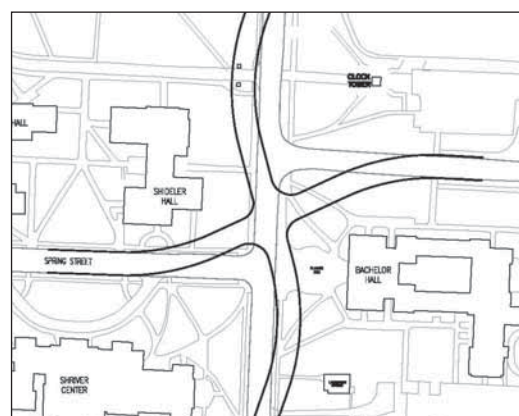 CLOCK
TOWER
HALL
SHIDELER
HALL
SPRING STREET
BACHELOR
HALL
SHRIVER
CENTER